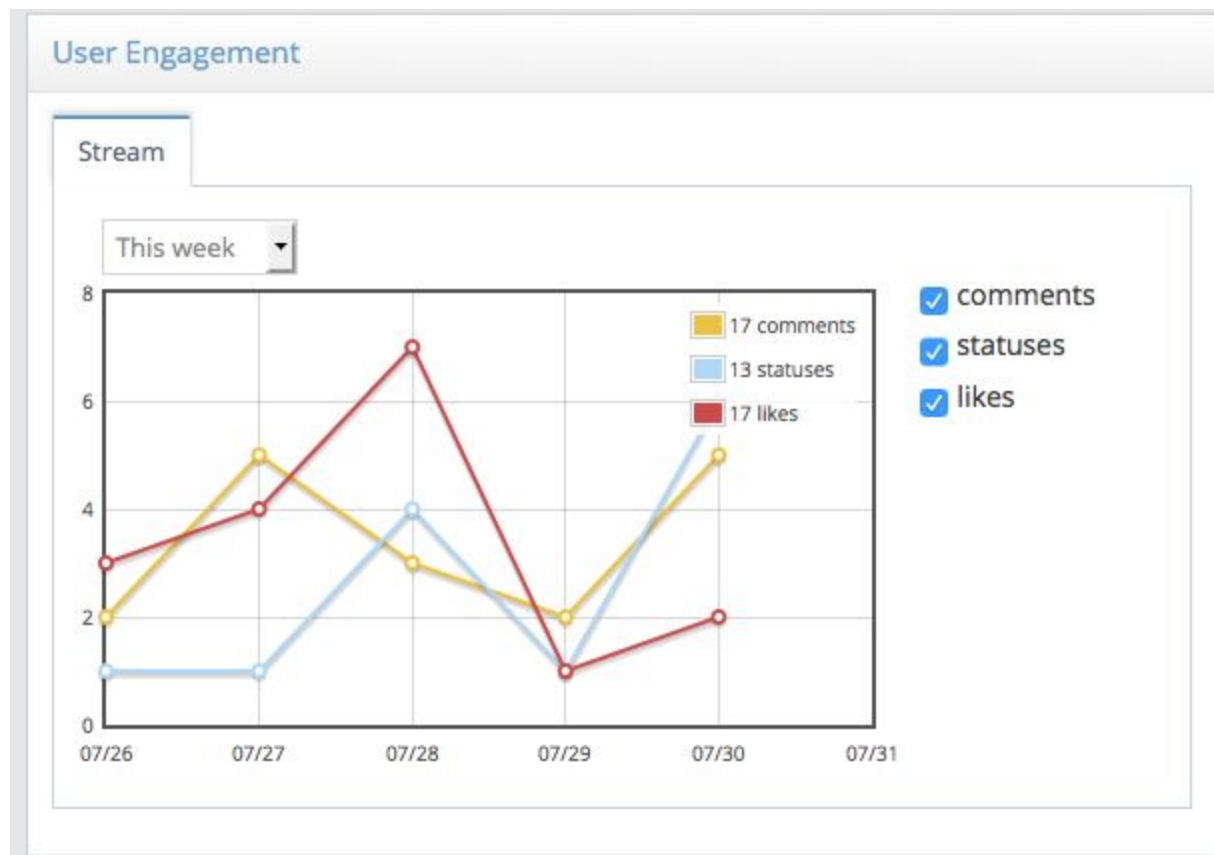 User Engagement
Stream
This week
8
6
4
2
0
17 comments
13 statuses
17 likes
07/26 07/27 07/28 07/29 07/30 07/31
comments
statuses
likes